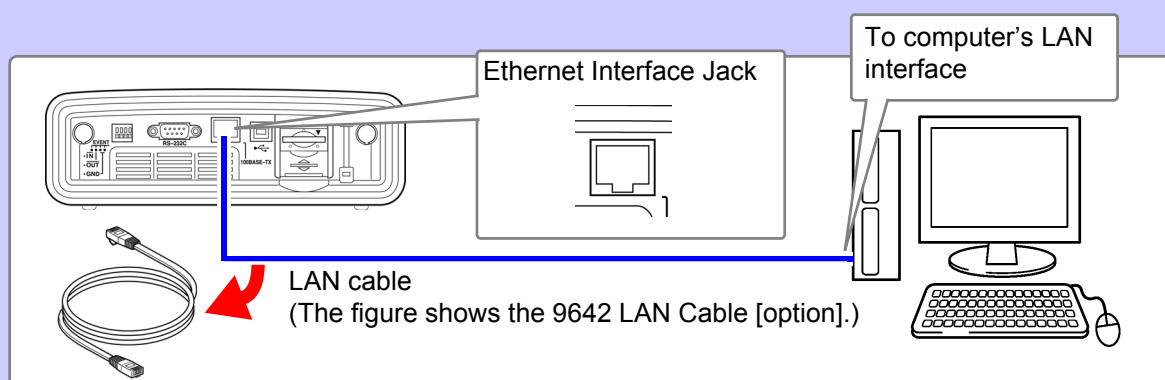 To computer's LAN
interface
Ethernet Interface Jack
EVENT
RS-232C
•IN
•OUT
•GND
100BASE-TX
LAN cable
(The figure shows the 9642 LAN Cable [option].)